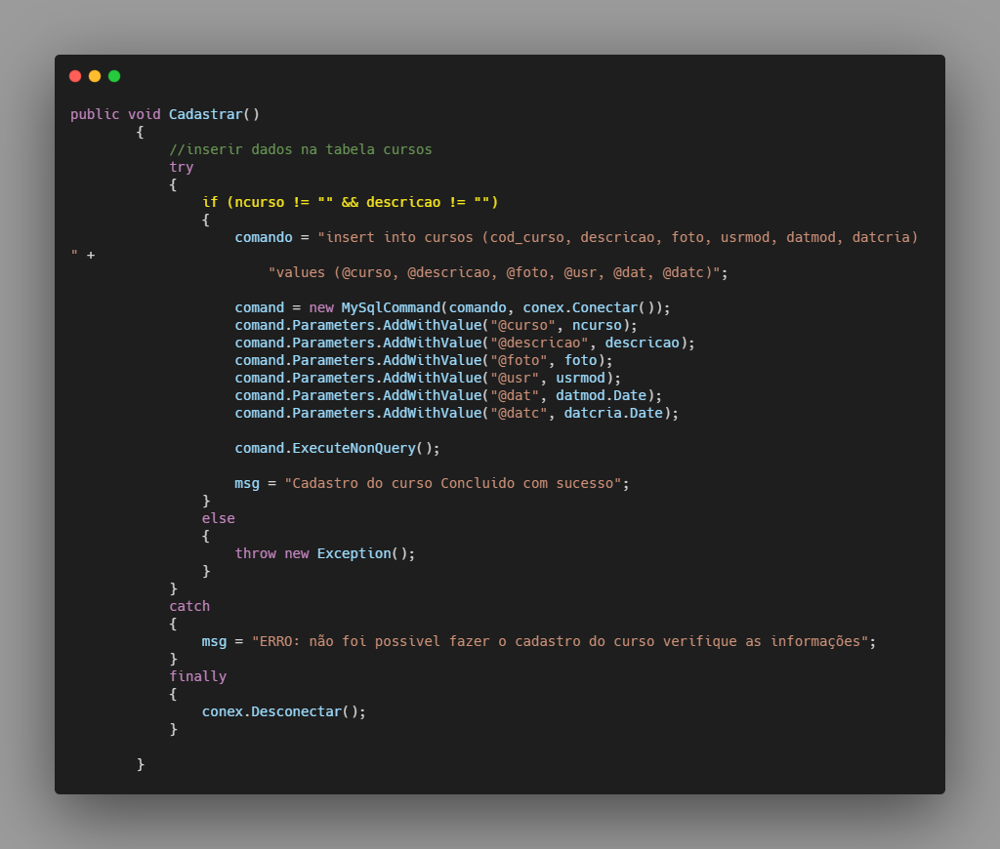 public void Cadastrar()
        {
            //inserir dados na tabela cursos
            try
            {
                if (ncurso != "" && descricao != "")
                {
                    comando = "insert into cursos (cod_curso, descricao, foto, usrmod, datmod, datcria)
" +
                        "values (@curso, @descricao, @foto, @usr, @dat, @datc)";

                    comand = new MySqlCommand(comando, conex.Conectar());
                    comand.Parameters.AddWithValue("@curso", ncurso);
                    comand.Parameters.AddWithValue("@descricao", descricao);
                    comand.Parameters.AddWithValue("@foto", foto);
                    comand.Parameters.AddWithValue("@usr", usrmod);
                    comand.Parameters.AddWithValue("@dat", datmod.Date);
                    comand.Parameters.AddWithValue("@datc", datcria.Date);

                    comand.ExecuteNonQuery();

                    msg = "Cadastro do curso Concluido com sucesso";
                }
                else
                {
                    throw new Exception();
                }
            }
            catch
            {
                msg = "ERRO: não foi possivel fazer o cadastro do curso verifique as informações";
            }
            finally
            {
                conex.Desconectar();
            }

        }